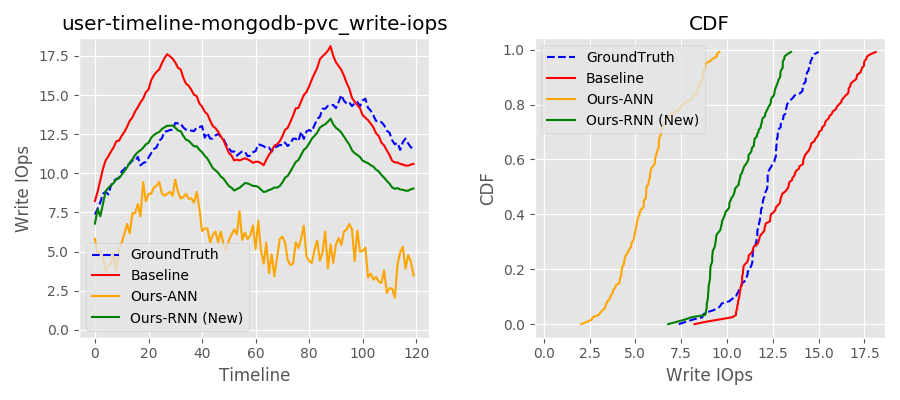 user-timeline-mongodb-pvc_write-iops
Write IOps
17.5
15.0
12.5
10.0
7.5
5.0
2.5
0.0
GroundTruth
Baseline
Ours-ANN
Ours-RNN (New)
0 20 40 60 80 100 120
Timeline
CDF
CDF
1.0
0.8
0.6
0.4
0.2
0.0
GroundTruth
Baseline
Ours-ANN
Ours-RNN (New)
0.0 2.5 5.0 7.5 10.0 12.5 15.0 17.5
Write IOps